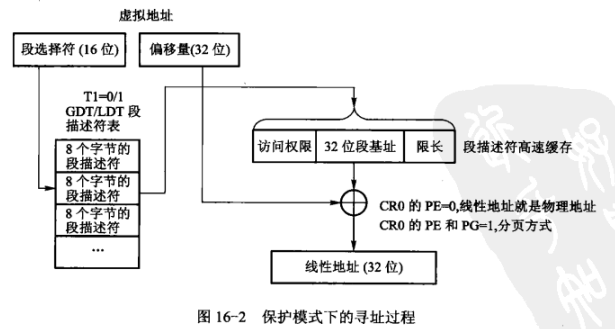 虚拟地址
段选择符(16 位)
偏移量(32 位)
T1=0/1
GDT/LDT 段
描述符表
8 个字节的
段描述符
8 个字节的
段描述符
8 个字节的
段描述符
…
访问权限
32 位段基址
限长
段描述符高速缓存
CR0 的 PE=0,线性地址就是物理地址
CR0 的 PE 和 PG=1,分页方式
线性地址(32 位)
图 16-2 保护模式下的寻址过程